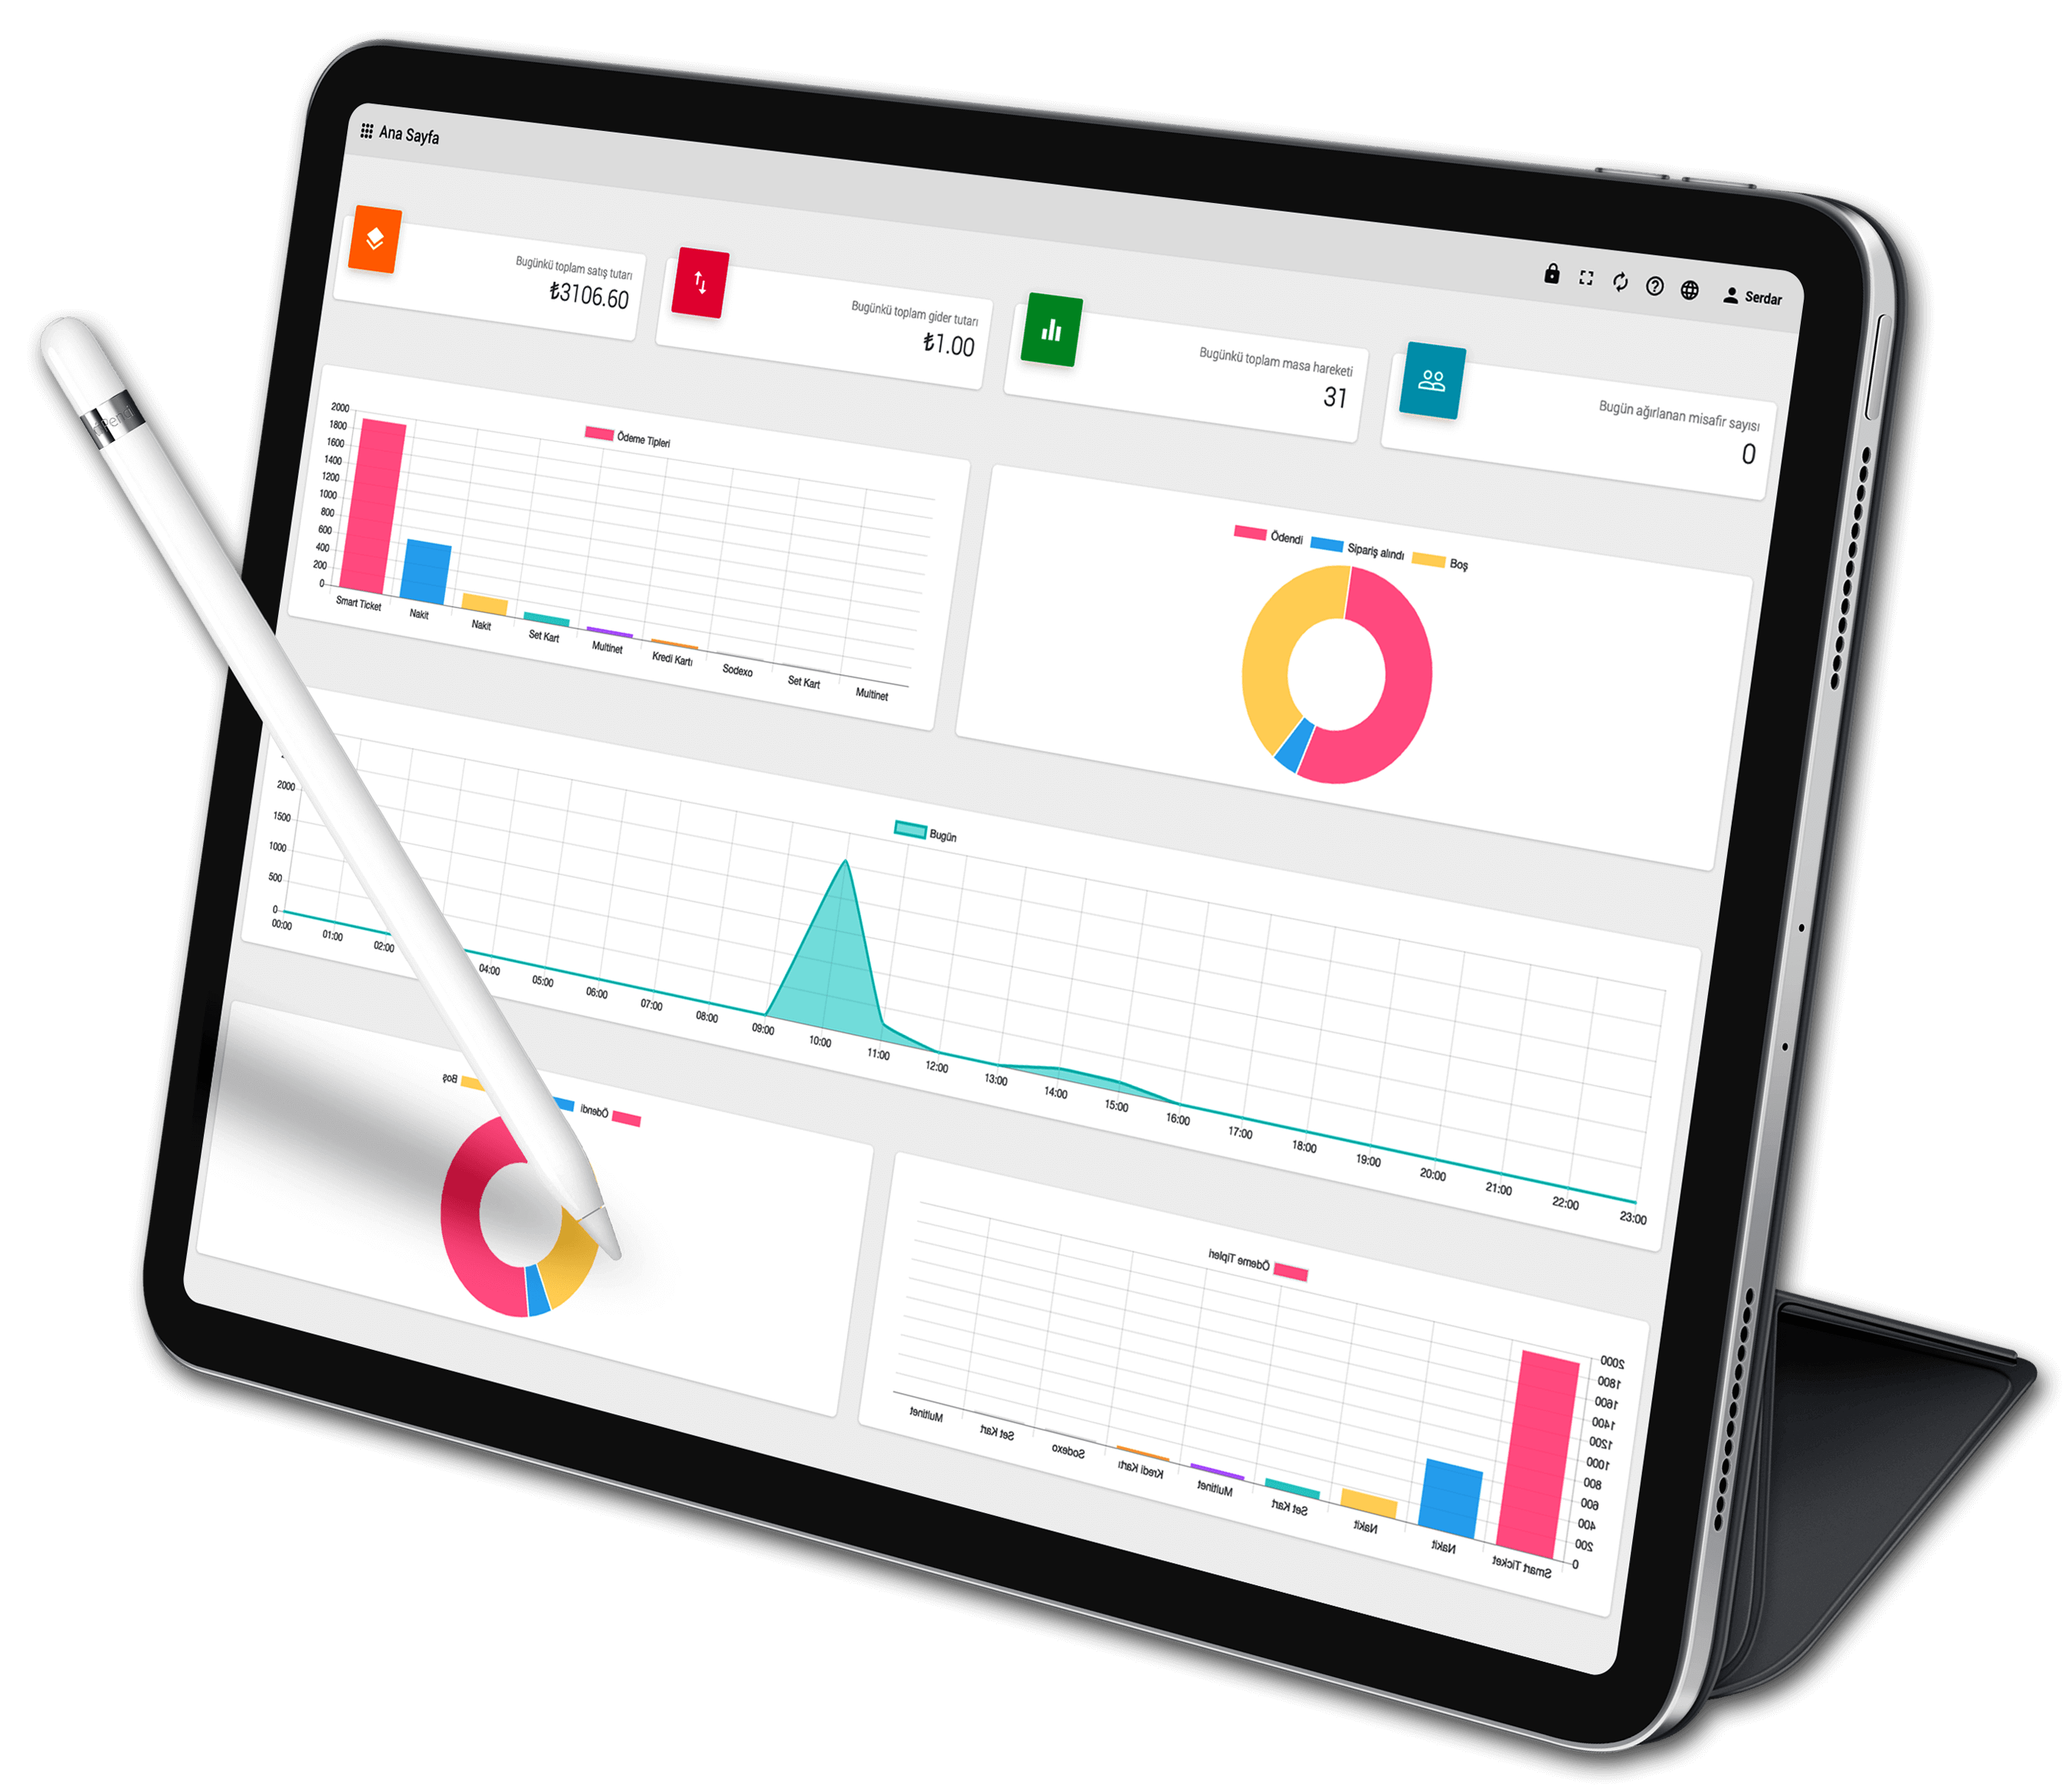 Ana Sayfa
Serdar
Bugünkü toplam satış tutarı
₺3106.60
Bugünkü toplam gider tutarı
₺1.00
Bugünkü toplam masa hareketi
31
Bugün ağırlanan misafir sayısı
0
Ödeme Tipleri
2000
1800
1600
1400
1200
1000
800
600
400
200
0
Smart Ticket Nakit Nakit Set Kart Multinet Kredi Kartı Sodexo Set Kart Multinet
Ödendi Sipariş alındı Boş
Bugün
2000
1500
1000
500
0
00:00 01:00 02:00 04:00 05:00 06:00 07:00 08:00 09:00 10:00 11:00 12:00 13:00 14:00 15:00 16:00 17:00 18:00 19:00 20:00 21:00 22:00 23:00
Boş Ödendi
Ödeme Tipleri
2000
1800
1600
1400
1200
1000
800
600
400
200
0
Multinet Set Kart Sodexo Kredi Kartı Multinet Set Kart Nakit Nakit Smart Ticket